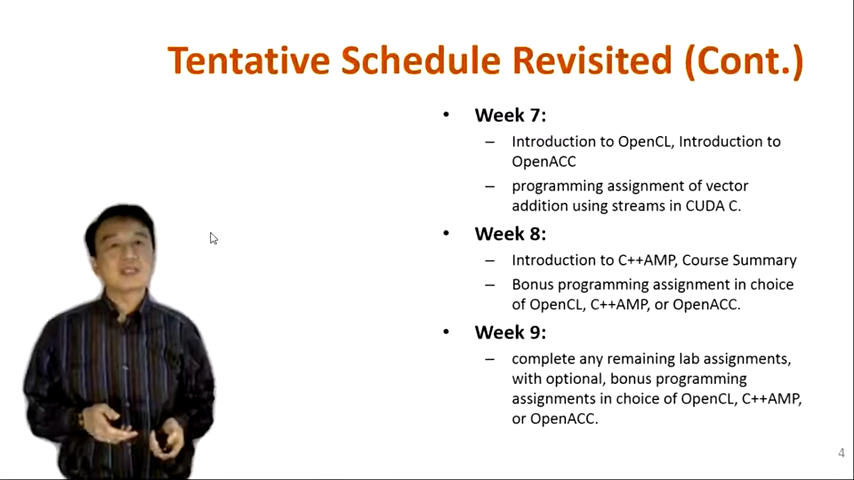 Tentative Schedule Revisited (Cont.)
• Week 7:
– Introduction to OpenCL, Introduction to
OpenACC
– programming assignment of vector
addition using streams in CUDA C.
• Week 8:
– Introduction to C++AMP, Course Summary
– Bonus programming assignment in choice
of OpenCL, C++AMP, or OpenACC.
• Week 9:
– complete any remaining lab assignments,
with optional, bonus programming
assignments in choice of OpenCL, C++AMP,
or OpenACC.
4